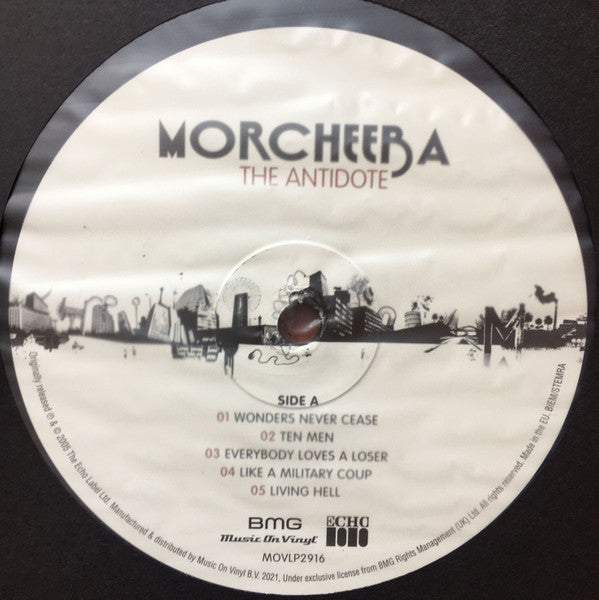 MORCHEEBA
THE ANTIDOTE
SIDE A
01 WONDERS NEVER CEASE
02 TEN MEN
03 EVERYBODY LOVES A LOSER
04 LIKE A MILITARY COUP
05 LIVING HELL
BMG
ECHO
Music On Vinyl
MOVLP2916
Originally released ℗ & © 2005 The Echo Label Ltd. Manufactured & distributed by Music On Vinyl B.V. 2021, Under exclusive license from BMG Rights Management (UK) Ltd. All rights reserved. Made in the EU. BIEM/STEMRA